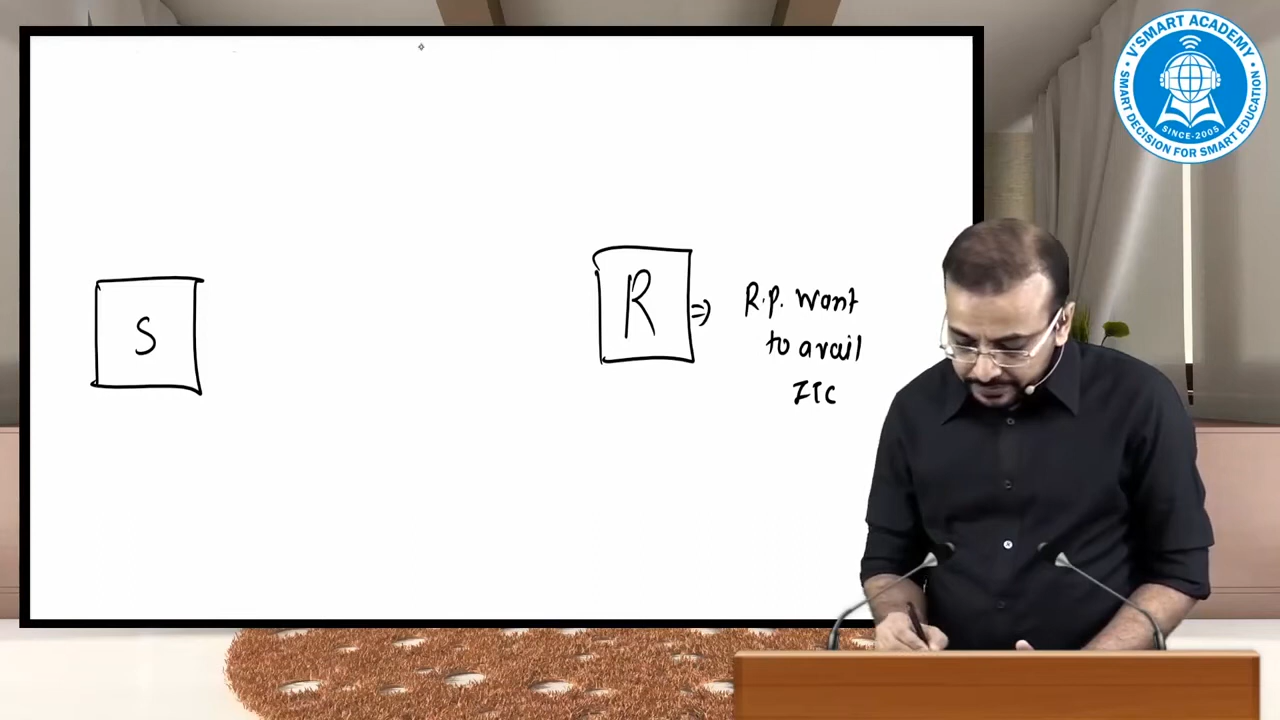 V'SMART ACADEMY
SINCE-2005
SMART DECISION FOR SMART EDUCATION
S
R
⇒ R.P. want
to avail
ITC